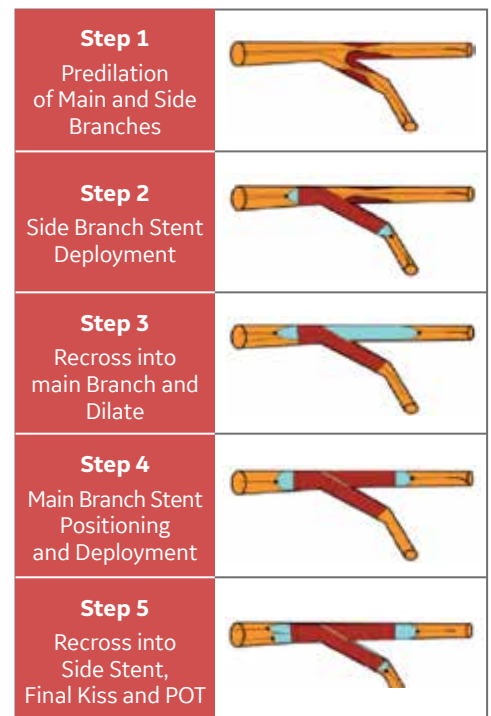 Step 1
Predilation
of Main and Side
Branches
Step 2
Side Branch Stent
Deployment
Step 3
Recross into
main Branch and
Dilate
Step 4
Main Branch Stent
Positioning
and Deployment
Step 5
Recross into
Side Stent,
Final Kiss and POT